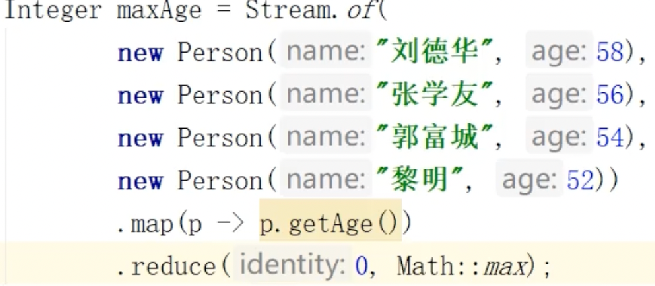 Integer maxAge = Stream.of(
new Person( name: "刘德华", age: 58),
new Person( name: "张学友", age: 56),
new Person( name: "郭富城", age: 54),
new Person( name: "黎明", age: 52))
.map(p -> p.getAge())
.reduce( identity: 0, Math::max);